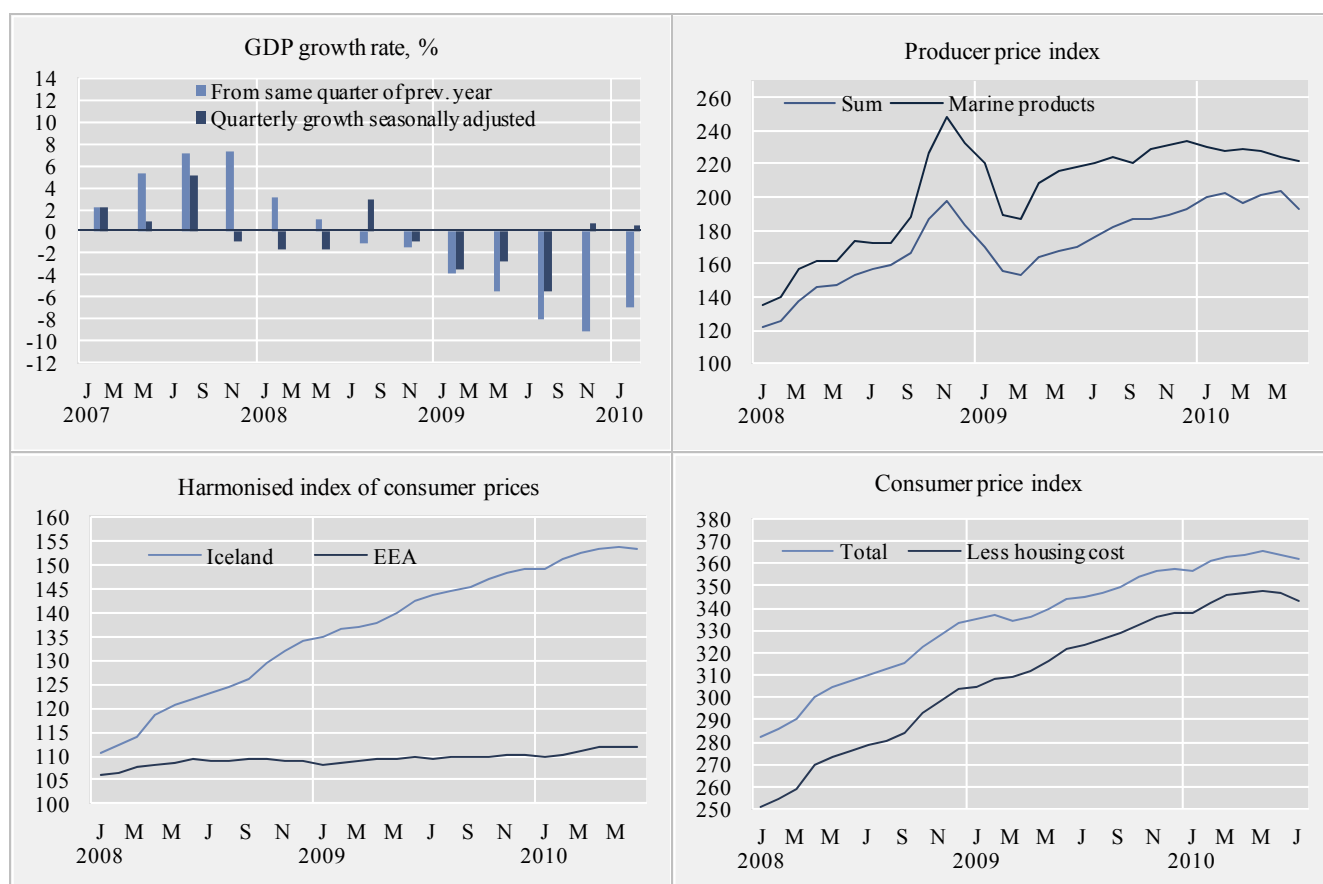 GDP growth rate, %
14
12
10
8
6
4
2
0
-2
-4
-6
-8
-10
-12
From same quarter of prev. year
Quarterly growth seasonally adjusted
J M M J S N J M M J S N J M M J S N J
2007 2008 2009 2010
Producer price index
260
240
220
200
180
160
140
120
100
Sum Marine products
J M M J S N J M M J S N J M M
2008 2009 2010
Harmonised index of consumer prices
160
155
150
145
140
135
130
125
120
115
110
105
100
Iceland EEA
J M M J S N J M M J S N J M M
2008 2009 2010
Consumer price index
380
370
360
350
340
330
320
310
300
290
280
270
260
250
Total Less housing cost
J M M J S N J M M J S N J M M J
2008 2009 2010